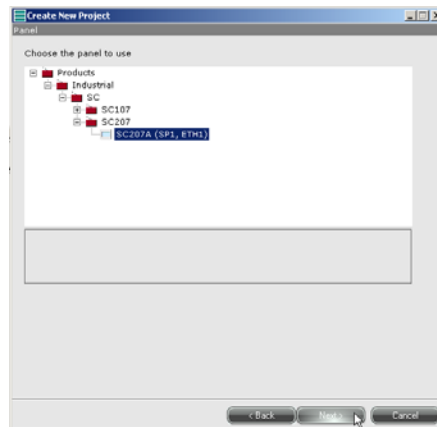 Create New Project
Panel
Choose the panel to use
Products
Industrial
SC
SC107
SC207
SC207A (SP1, ETH1)
< Back
Next >
Cancel